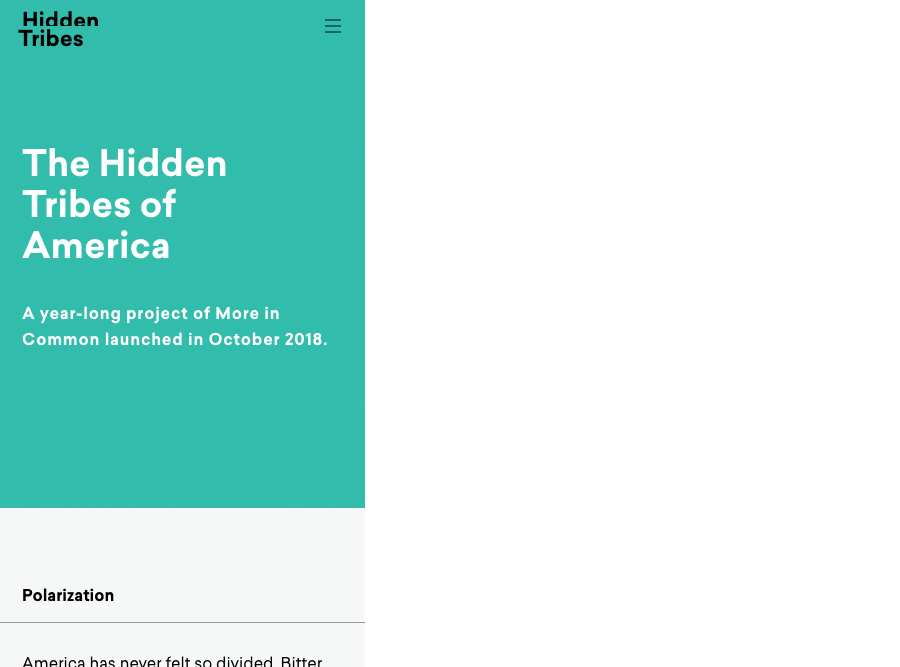 Hidden
Tribes
The Hidden
Tribes of
America
A year-long project of More in
Common launched in October 2018.
Polarization
America has never felt so divided. Bitter